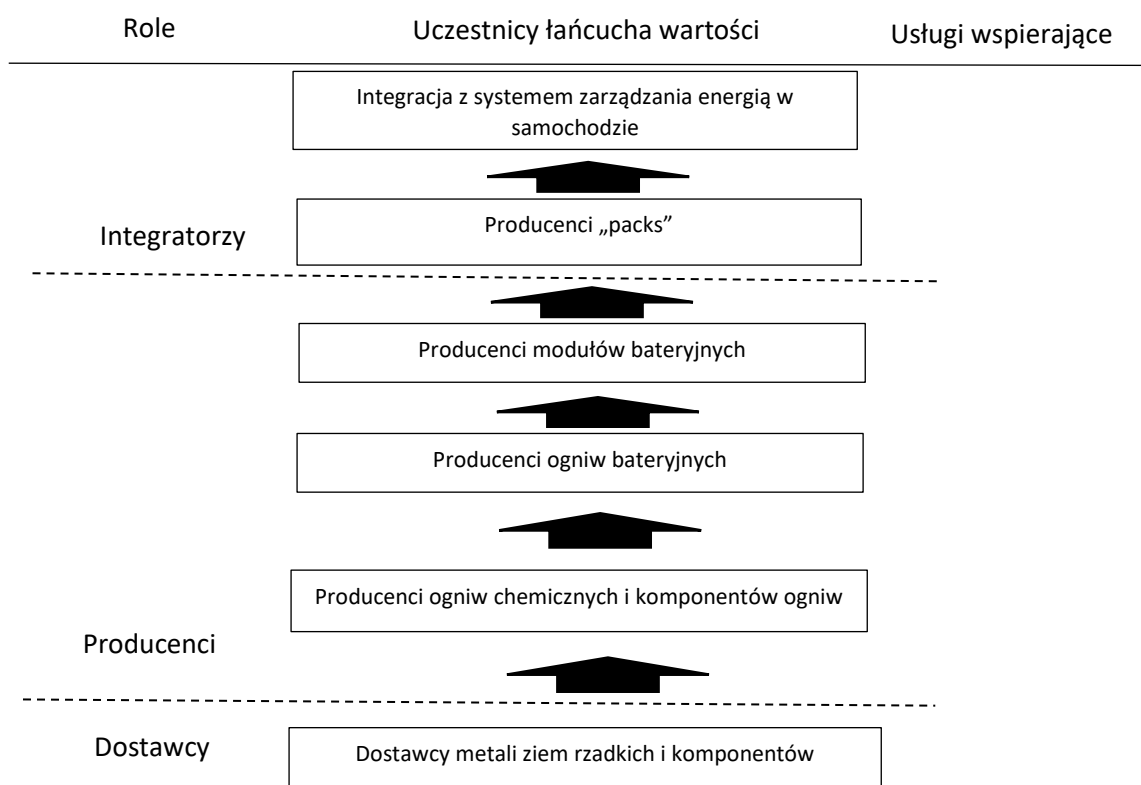 Role Uczestnicy łańcucha wartości Usługi wspierające
Integracja z systemem zarządzania energią w
samochodzie
Producenci „packs”
Integratorzy
Producenci modułów bateryjnych
Producenci ogniw bateryjnych
Producenci ogniw chemicznych i komponentów ogniw
Producenci
Dostawcy
Dostawcy metali ziem rzadkich i komponentów